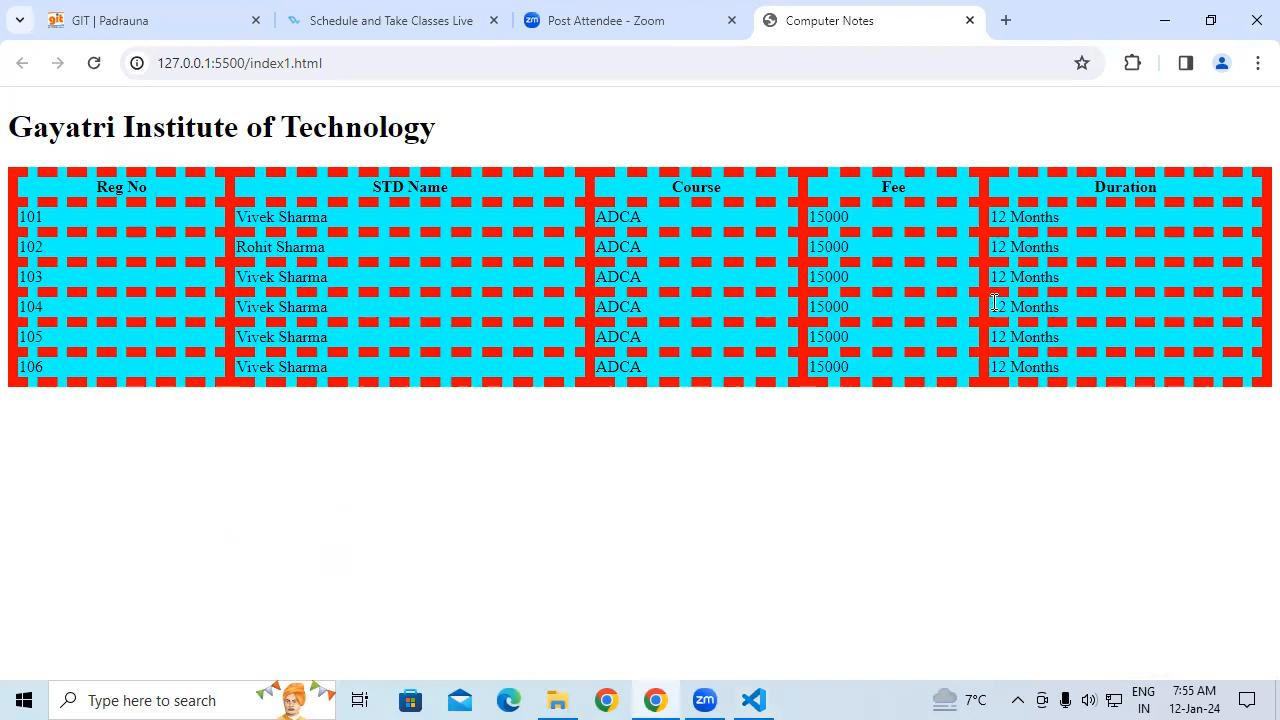 GIT | Padrauna
Schedule and Take Classes Live
zm Post Attendee - Zoom
Computer Notes
127.0.0.1:5500/index1.html
Gayatri Institute of Technology
Reg No STD Name Course Fee Duration
101 Vivek Sharma ADCA 15000 12 Months
102 Rohit Sharma ADCA 15000 12 Months
103 Vivek Sharma ADCA 15000 12 Months
104 Vivek Sharma ADCA 15000 12 Months
105 Vivek Sharma ADCA 15000 12 Months
106 Vivek Sharma ADCA 15000 12 Months
Type here to search
zm
7°C
ENG
IN
7:55 AM
12-Jan-24